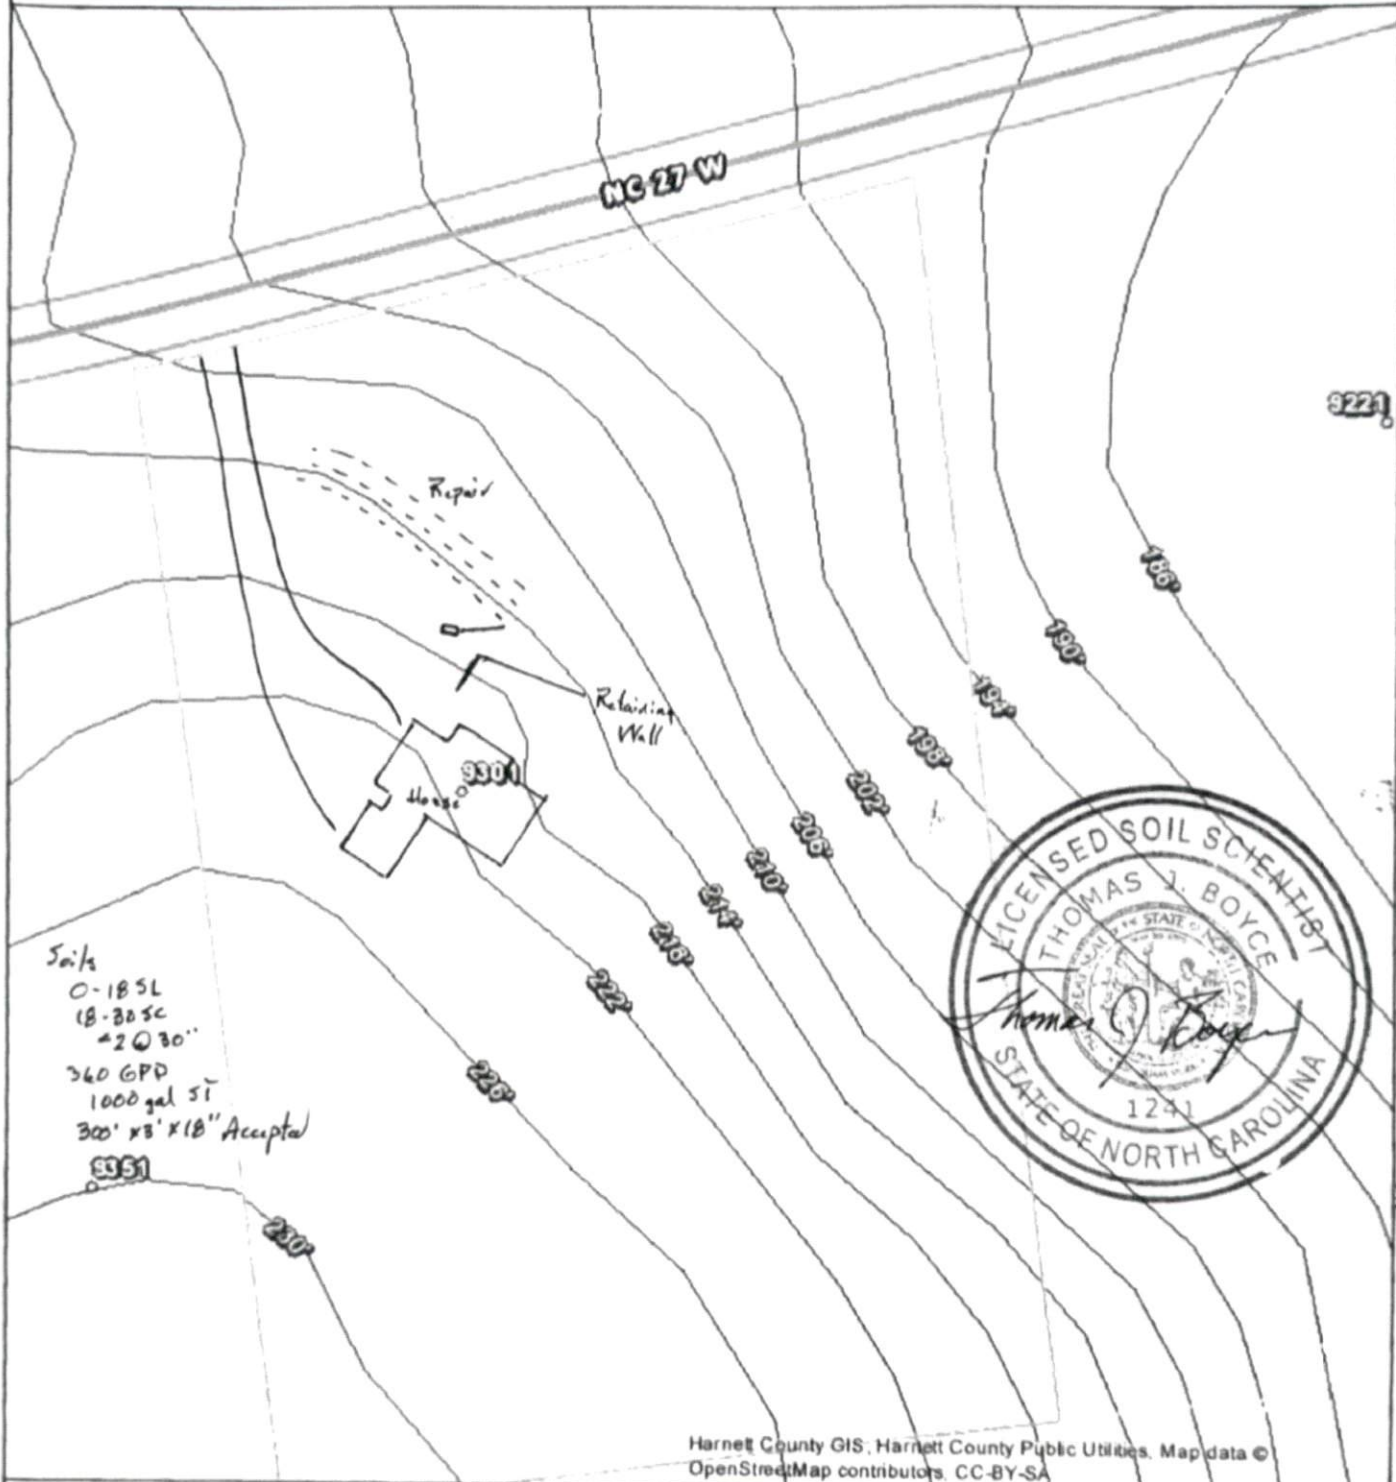 NC 27 W
9221
Repair
186'
190'
194'
Retaining
Wall
198'
9301
House
202'
206'
210'
214'
218'
222'
226'
230'
LICENSED SOIL SCIENTIST
THOMAS J. BOYCE
Thomas J Boyce
1241
STATE OF NORTH CAROLINA
Soils
0-18 SL
18-30 SC
2 @ 30"
360 GPD
1000 gal ST
300' x 3' x 18" Accepted
9351
Harnett County GIS, Harnett County Public Utilities, Map data ©
OpenStreetMap contributors, CC-BY-SA